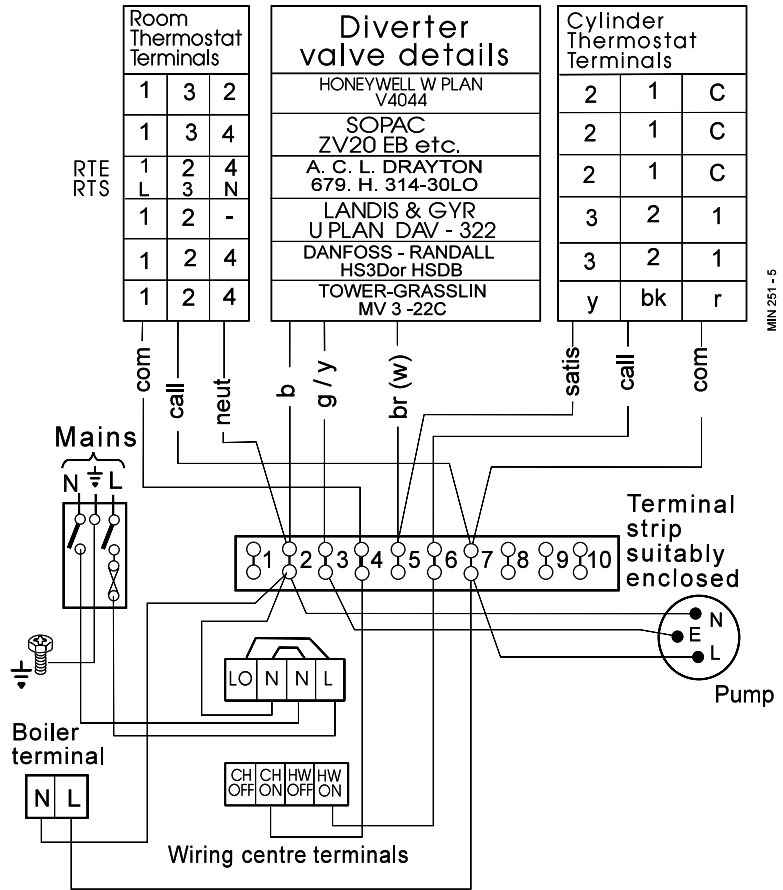 Room
Thermostat
Terminals
1 3 2
1 3 4
RTE 1 2 4
RTS L 3 N
1 2 -
1 2 4
1 2 4
Diverter
valve details
HONEYWELL W PLAN
V4044
SOPAC
ZV20 EB etc.
A. C. L. DRAYTON
679. H. 314-30LO
LANDIS & GYR
U PLAN DAV - 322
DANFOSS - RANDALL
HS3Dor HSDB
TOWER-GRASSLIN
MV 3 -22C
Cylinder
Thermostat
Terminals
2 1 C
2 1 C
2 1 C
3 2 1
3 2 1
y bk r
MIN 251 - 5
com
call
neut
b
g / y
br (w)
satis
call
com
Mains
N L
1 2 3 4 5 6 7 8 9 10
Terminal
strip
suitably
enclosed
N
E
L
Pump
LO N N L
Boiler
terminal
N L
CH OFF
CH ON
HW OFF
HW ON
Wiring centre terminals